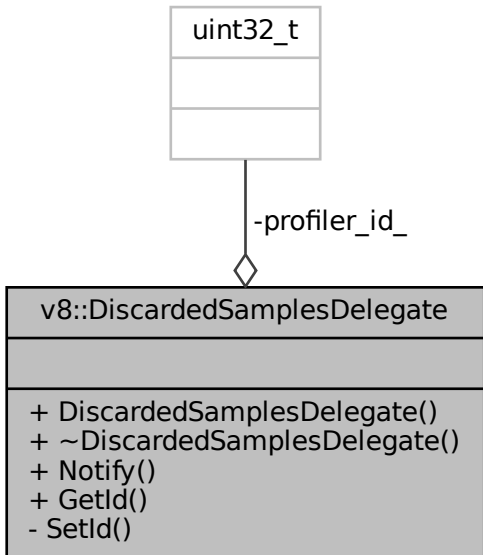 uint32_t
-profiler_id_
v8::DiscardedSamplesDelegate
+ DiscardedSamplesDelegate()
+ ~DiscardedSamplesDelegate()
+ Notify()
+ GetId()
- SetId()